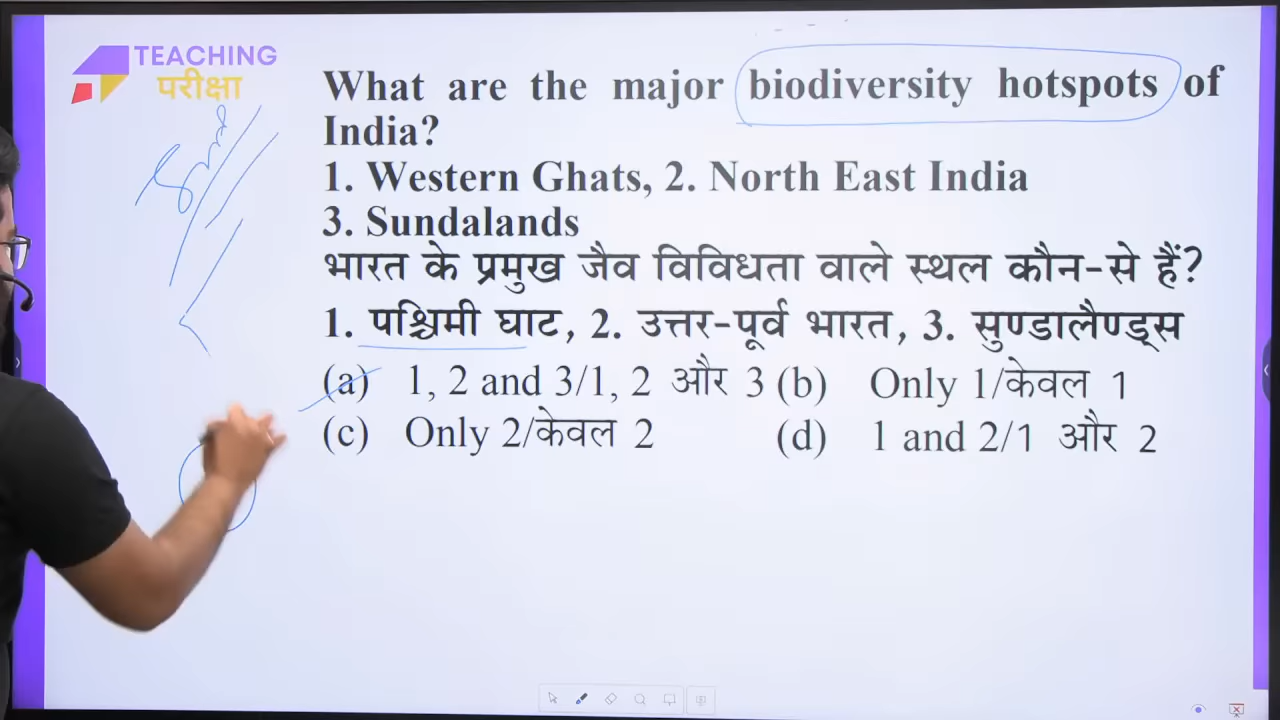 TEACHING
परीक्षा
What are the major biodiversity hotspots of
India?
1. Western Ghats, 2. North East India
3. Sundalands
भारत के प्रमुख जैव विविधता वाले स्थल कौन-से हैं?
1. पश्चिमी घाट, 2. उत्तर-पूर्व भारत, 3. सुण्डालैण्ड्स
(a) 1, 2 and 3/1, 2 और 3 (b) Only 1/केवल 1
(c) Only 2/केवल 2 (d) 1 and 2/1 और 2